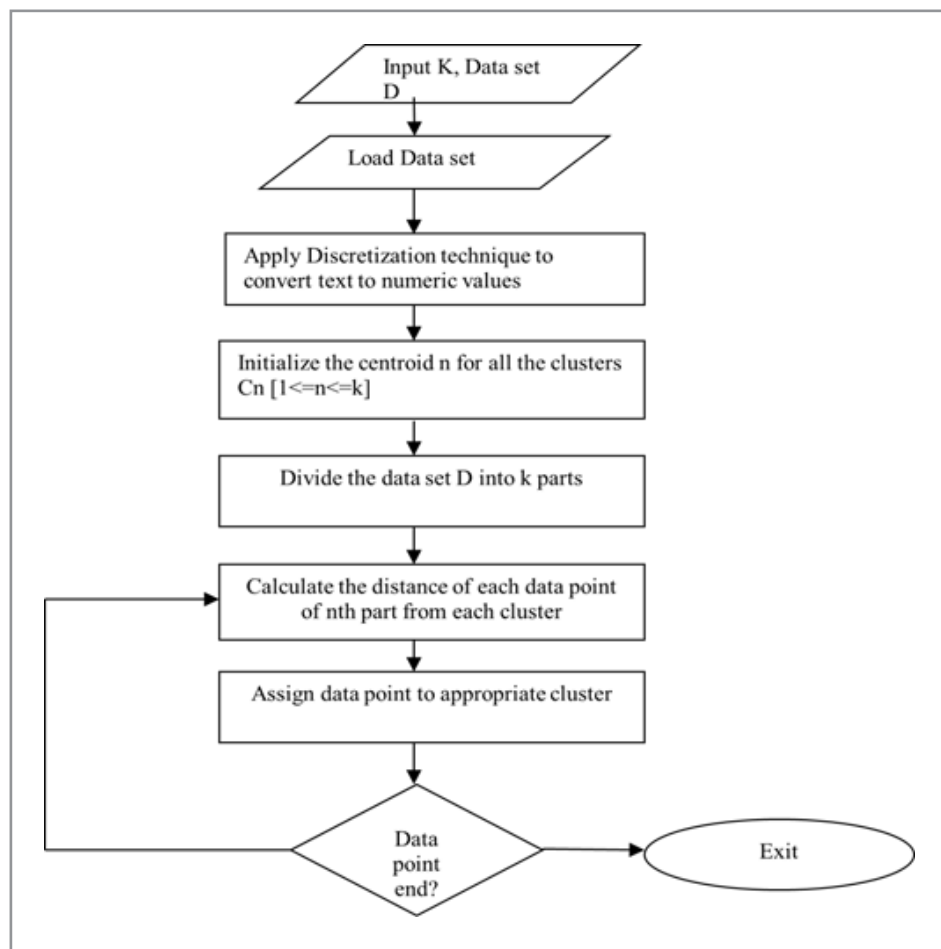 Input K, Data set
D
Load Data set
Apply Discretization technique to
convert text to numeric values
Initialize the centroid n for all the clusters
Cn [1<=n<=k]
Divide the data set D into k parts
Calculate the distance of each data point
of nth part from each cluster
Assign data point to appropriate cluster
Data
point
end?
Exit